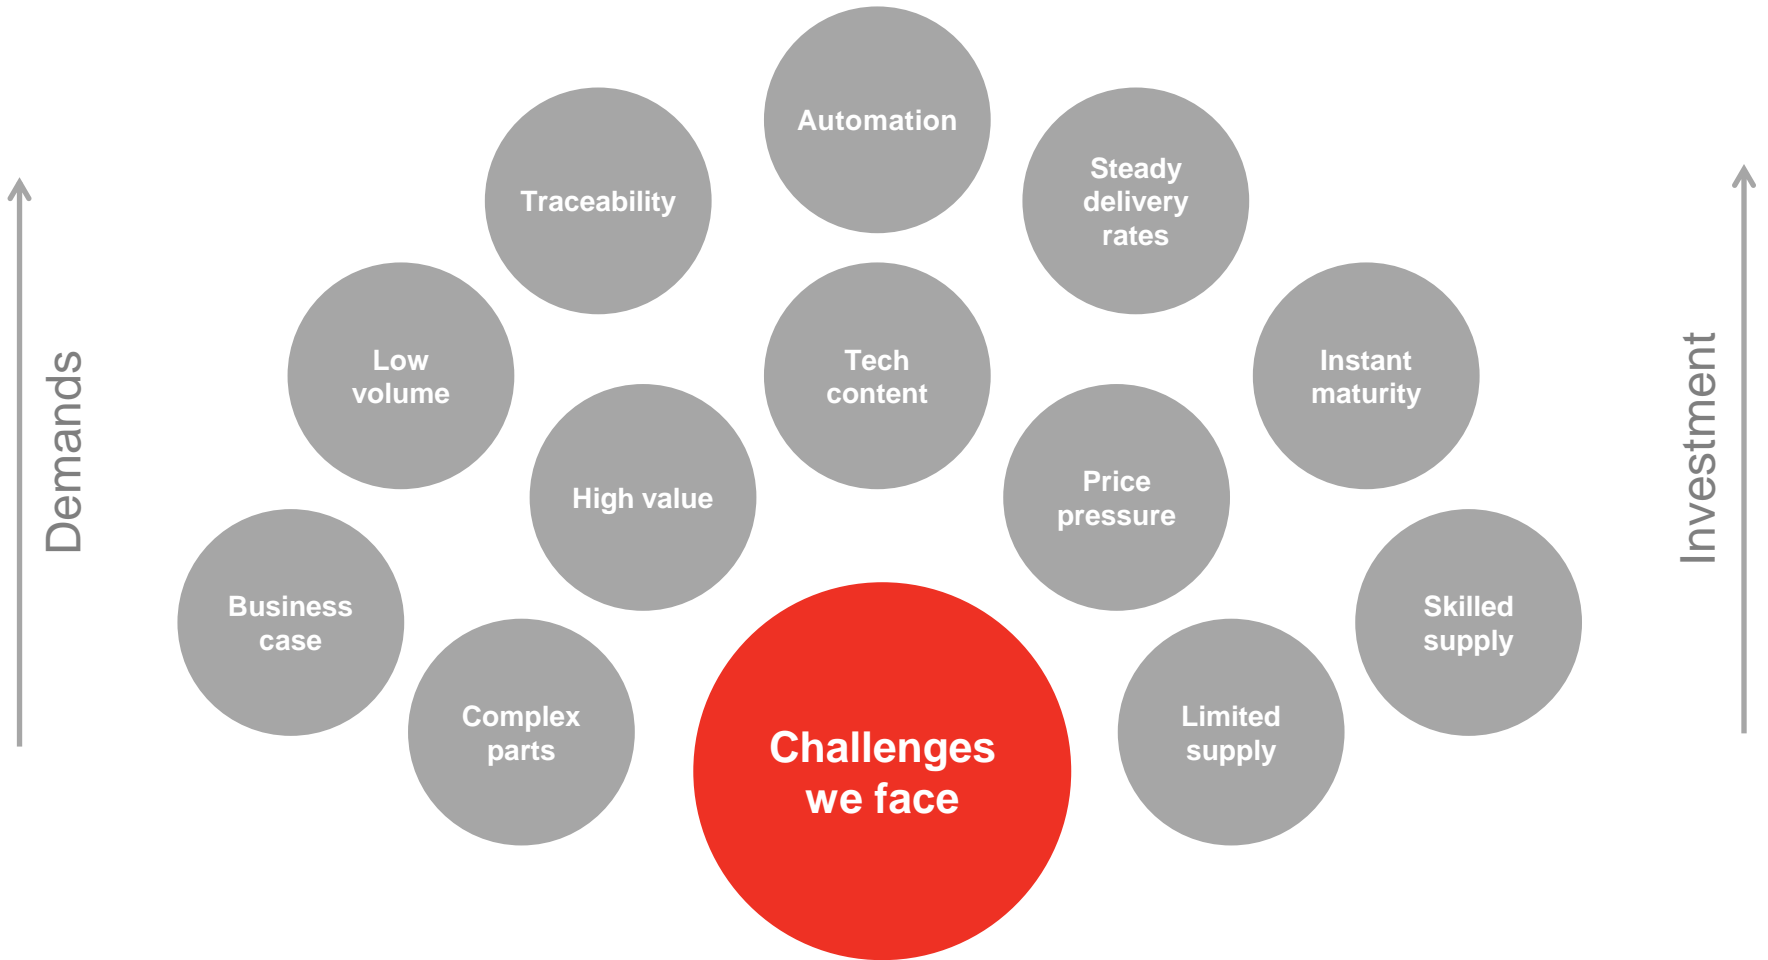 Automation
Traceability
Steady
delivery
rates
Low
volume
Tech
content
Instant
maturity
Demands
Investment
High value
Price
pressure
Business
case
Skilled
supply
Complex
parts
Limited
supply
Challenges
we face